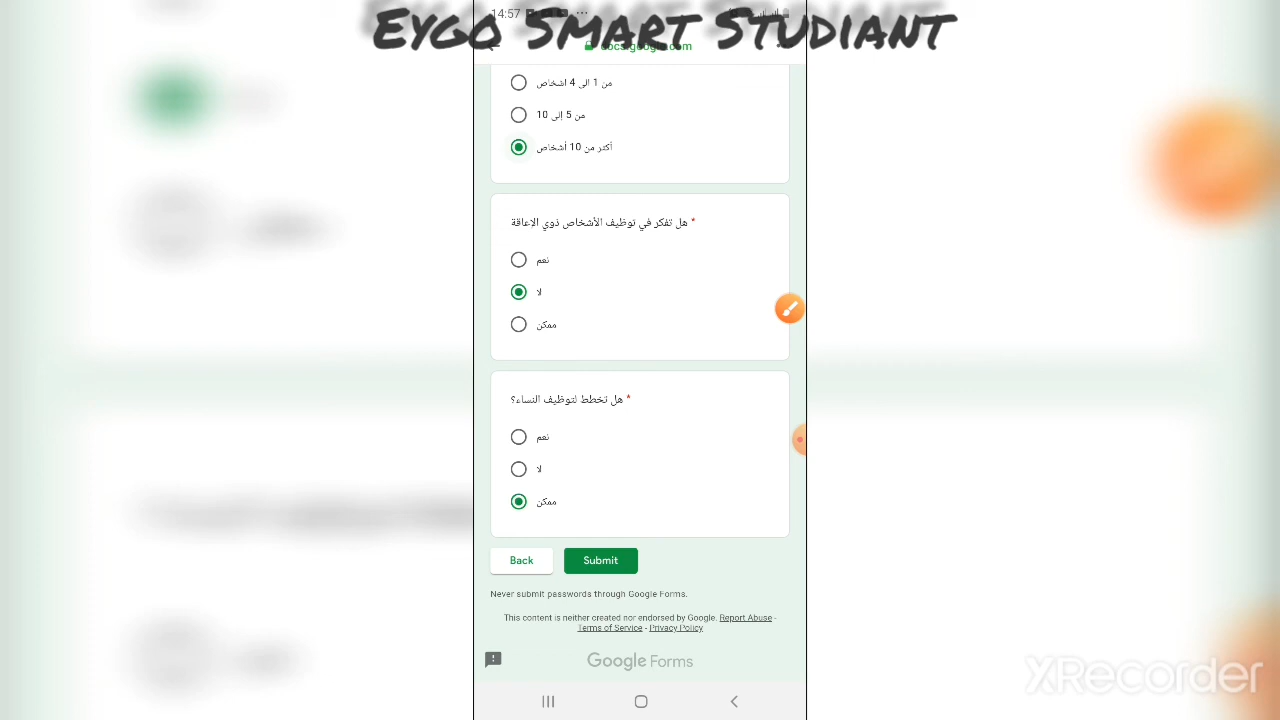 Eygo Smart Studiant
14:57
docs.google.com
من 1 الى 4 اشخاص
من 5 إلى 10
أكثر من 10 أشخاص
هل تفكر في توظيف الأشخاص ذوي الاعاقة *
نعم
لا
ممكن
هل تخطط لتوظيف النساء؟ *
نعم
لا
ممكن
Back
Submit
Never submit passwords through Google Forms.
This content is neither created nor endorsed by Google. Report Abuse -
Terms of Service - Privacy Policy
Google Forms
XRecorder